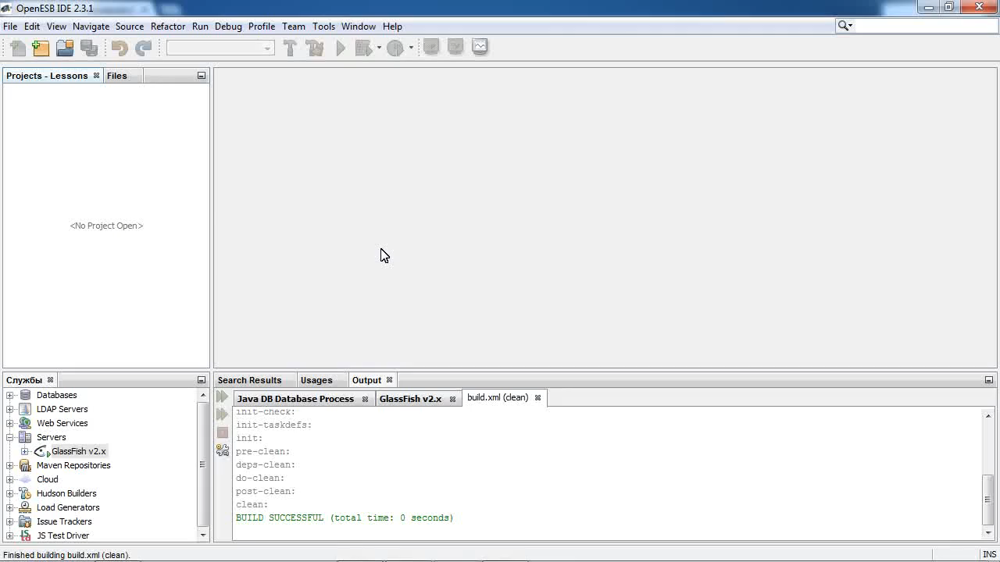 OpenESB IDE 2.3.1
File Edit View Navigate Source Refactor Run Debug Profile Team Tools Window Help
Projects - Lessons Files
<No Project Open>
Службы
Databases
LDAP Servers
Web Services
Servers
GlassFish v2.x
Maven Repositories
Cloud
Hudson Builders
Load Generators
Issue Trackers
JS Test Driver
Search Results Usages Output
Java DB Database Process GlassFish v2.x build.xml (clean)
init-check:
init-taskdefs:
init:
pre-clean:
deps-clean:
do-clean:
post-clean:
clean:
BUILD SUCCESSFUL (total time: 0 seconds)
Finished building build.xml (clean). INS